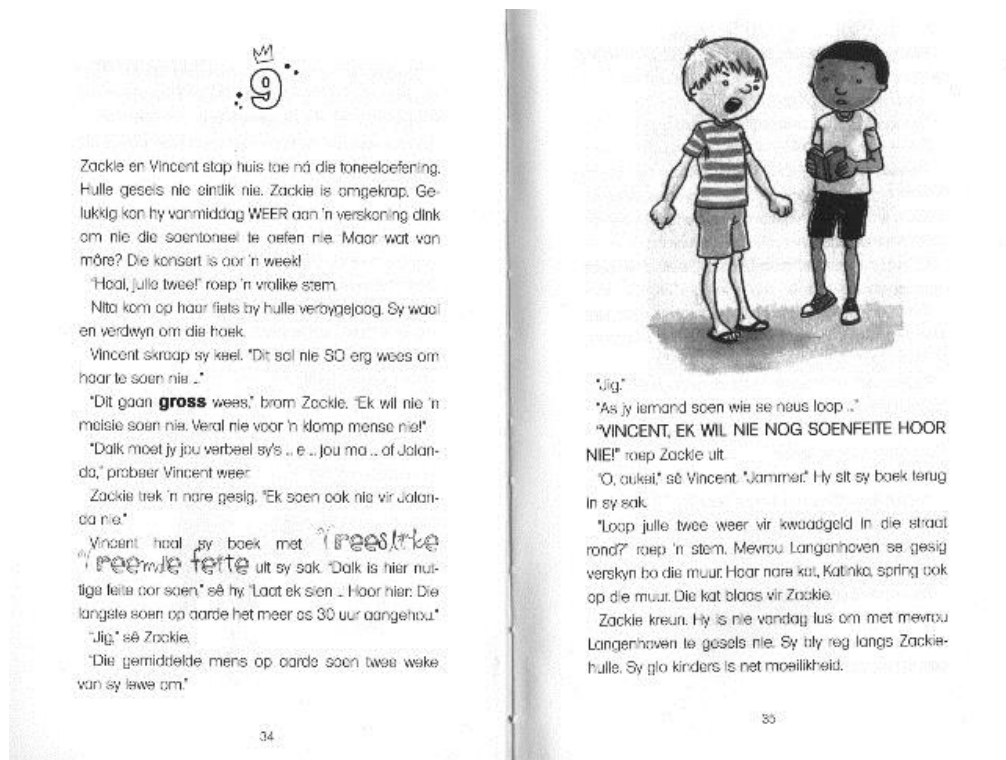 9
Zackie en Vincent stap huis toe ná die toneeloefening.
Hulle gesels nie eintlik nie. Zackie is omgekrap. Ge-
lukkig kon hy vanmiddag WEER aan 'n verskoning dink
om nie die soentoneel te oefen nie. Maar wat van
môre? Die konsert is oor 'n week!
"Haai, julle twee!" roep 'n vrolike stem.
Nita kom op haar fiets by hulle verbygejaag. Sy waai
en verdwyn om die hoek.
Vincent skraap sy keel. "Dit sal nie SO erg wees om
haar te soen nie ..."
"Dit gaan gross wees," brom Zackie. "Ek wil nie 'n
meisie soen nie. Veral nie voor 'n klomp mense nie!"
"Dalk moet jy jou verbeel sy's ... e ... jou ma ... of Jolan-
da," probeer Vincent weer.
Zackie trek 'n nare gesig. "Ek soen ook nie vir Jolan-
da nie."
Vincent haal sy boek met Vreeslike
Vreemde feite uit sy sak. "Dalk is hier nut-
tige feite oor soen," sê hy. "Laat ek sien ... Hoor hier: Die
langste soen op aarde het meer as 30 uur aangehou."
"Jig," sê Zackie.
"Die gemiddelde mens op aarde soen twee weke
van sy lewe om."
34
"Jig."
"As jy iemand soen wie se neus loop ..."
"VINCENT, EK WIL NIE NOG SOENFEITE HOOR
NIE!" roep Zackie uit.
"O, oukei," sê Vincent. "Jammer." Hy sit sy boek terug
in sy sak.
"Loop julle twee weer vir kwaadgeld in die straat
rond?" roep 'n stem. Mevrou Langenhoven se gesig
verskyn bo die muur. Haar nare kat, Katinka, spring ook
op die muur. Die kat blaas vir Zackie.
Zackie kreun. Hy is nie vandag lus om met mevrou
Langenhoven te gesels nie. Sy bly reg langs Zackie-
hulle. Sy glo kinders is net moeilikheid.
35